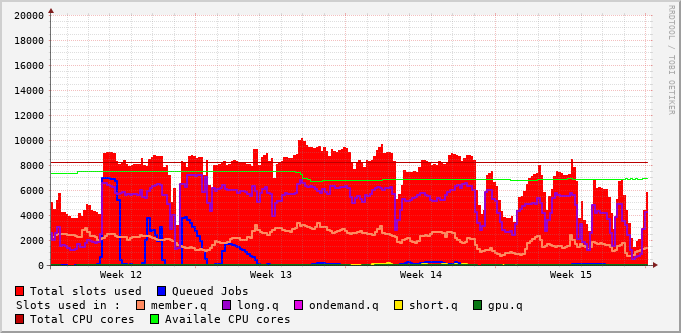 20000
18000
16000
14000
12000
10000
8000
6000
4000
2000
0
Week 12 Week 13 Week 14 Week 15
Total slots used Queued Jobs
Slots used in : member.q long.q ondemand.q short.q gpu.q
Total CPU cores Availale CPU cores
RRDTOOL / TOBI OETIKER